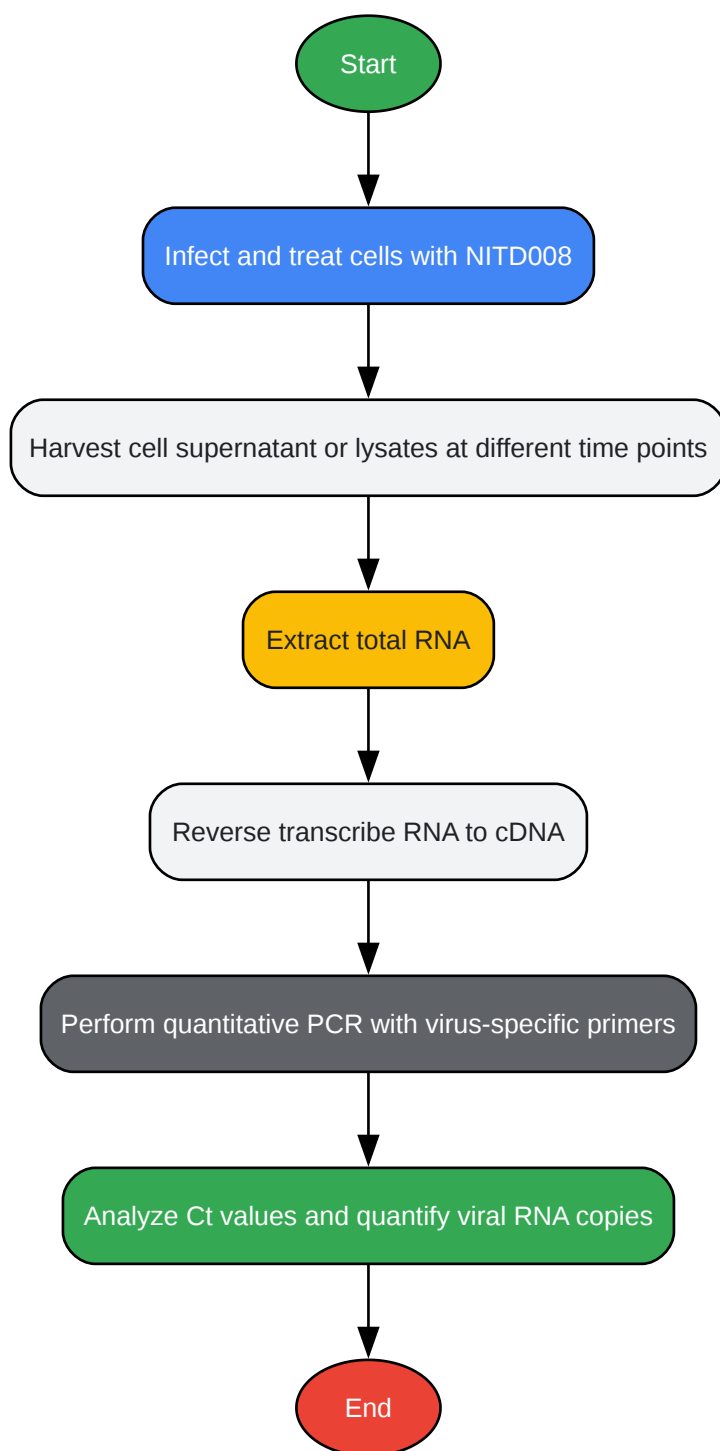 Start
Infect and treat cells with NITD008
Harvest cell supernatant or lysates at different time points
Extract total RNA
Reverse transcribe RNA to cDNA
Perform quantitative PCR with virus-specific primers
Analyze Ct values and quantify viral RNA copies
End